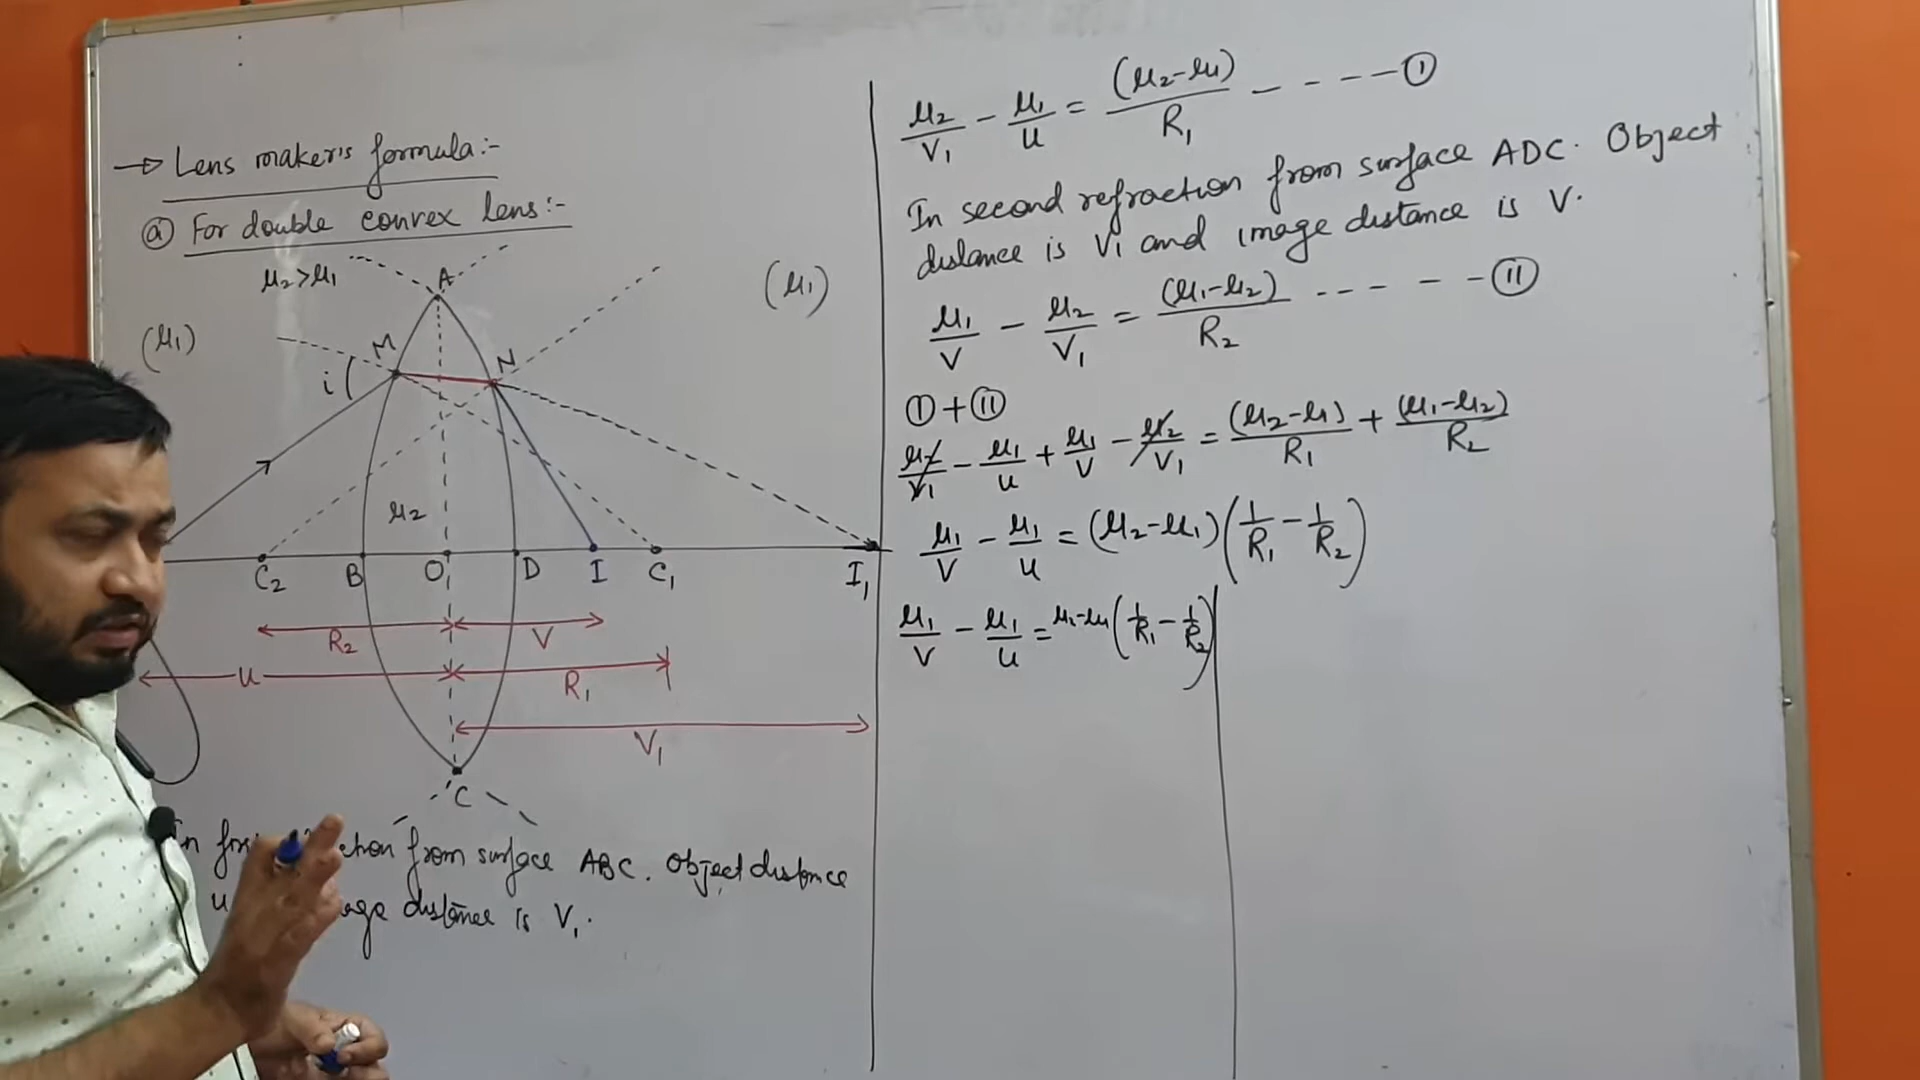 → Lens maker's formula:-
ⓐ For double convex lens:-
μ₂>μ₁
A
(μ₁)
(μ₁)
M
N
i
μ₂
C₂ B O₁ D I C₁ I₁
R₂ V
u R₁
V₁
C
from surface ABC. Object distance
u distance is V₁.
μ₂/V₁ - μ₁/u = (μ₂-μ₁)/R₁ - - - - - ①
In second refraction from surface ADC. Object
distance is V₁ and image distance is V.
μ₁/V - μ₂/V₁ = (μ₁-μ₂)/R₂ - - - - - ⑪
① + ⑪
μ₂/V₁ - μ₁/u + μ₁/V - μ₂/V₁ = (μ₂-μ₁)/R₁ + (μ₁-μ₂)/R₂
μ₁/V - μ₁/u = (μ₂-μ₁)(1/R₁ - 1/R₂)
μ₁/V - μ₁/u = μ₂-μ₁(1/R₁ - 1/R₂)